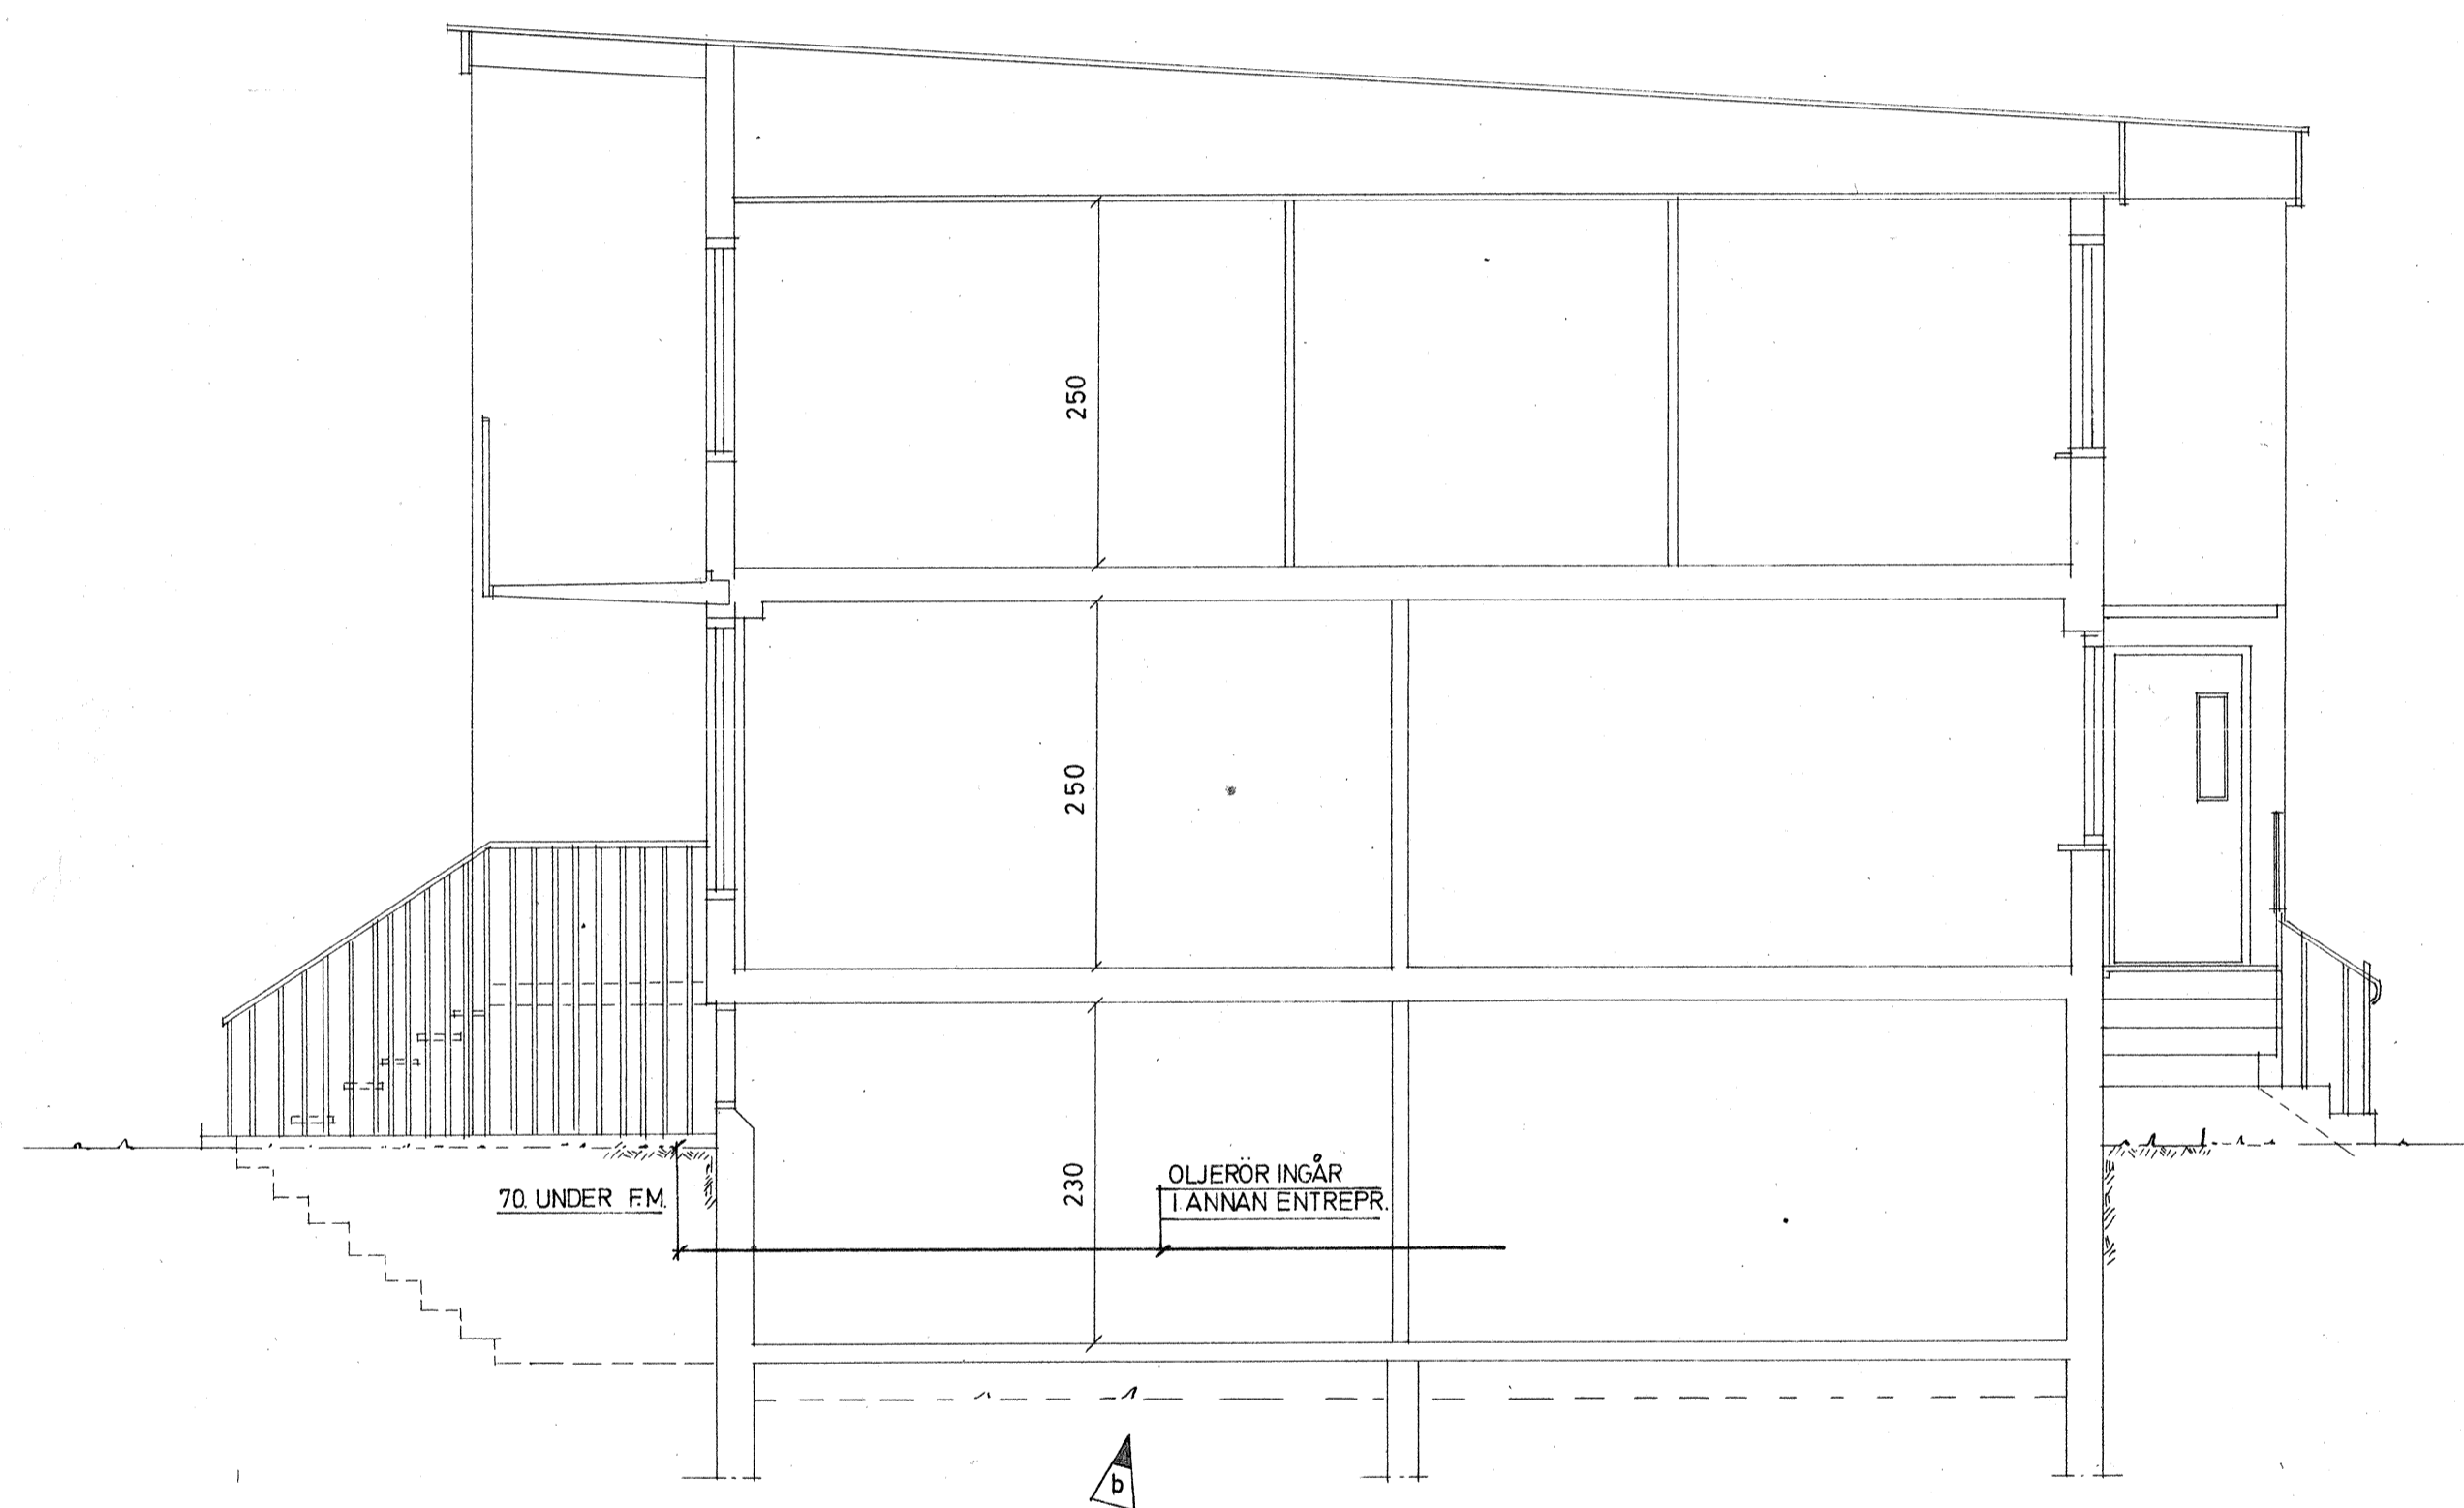 250
250
230
70. UNDER F.M.
OLJERÖR INGÅR
I ANNAN ENTREPR.
b